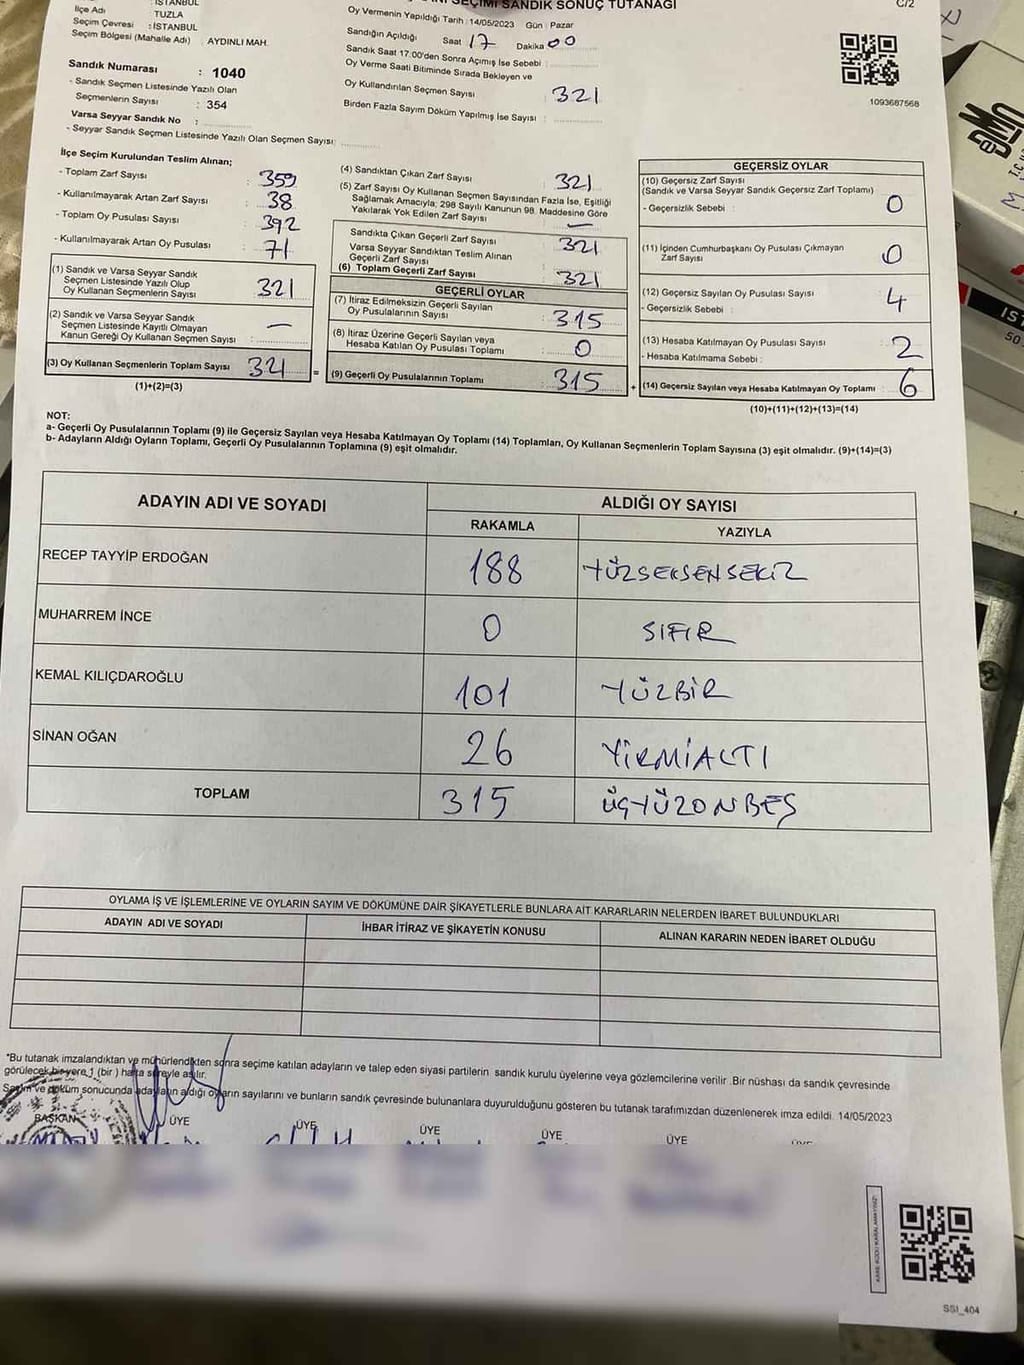 SEÇİMİ SANDIK SONUÇ TUTANAĞI
C/2
: İSTANBUL
İlçe Adı TUZLA
Seçim Çevresi : İSTANBUL
Seçim Bölgesi (Mahalle Adı) AYDINLI MAH.
Sandık Numarası : 1040
- Sandık Seçmen Listesinde Yazılı Olan
Seçmenlerin Sayısı : 354
Varsa Seyyar Sandık No :
- Seyyar Sandık Seçmen Listesinde Yazılı Olan Seçmen Sayısı:
Oy Vermenin Yapıldığı Tarih : 14/05/2023 Gün : Pazar
Sandığın Açıldığı Saat 17 Dakika 00
Sandık Saat 17:00'den Sonra Açımış İse Sebebi :
Oy Verme Saati Bitiminde Sırada Bekleyen ve
Oy Kullandırılan Seçmen Sayısı 321
Birden Fazla Sayım Döküm Yapılmış İse Sayısı :
1093687568
İlçe Seçim Kurulundan Teslim Alınan;
- Toplam Zarf Sayısı : 359
- Kullanılmayarak Artan Zarf Sayısı : 38
- Toplam Oy Pusulası Sayısı : 392
- Kullanılmayarak Artan Oy Pusulası : 71
(1) Sandık ve Varsa Seyyar Sandık
Seçmen Listesinde Yazılı Olup
Oy Kullanan Seçmenlerin Sayısı : 321
(2) Sandık ve Varsa Seyyar Sandık
Seçmen Listesinde Kayıtlı Olmayan
Kanun Gereği Oy Kullanan Seçmen Sayısı : —
(3) Oy Kullanan Seçmenlerin Toplam Sayısı 321 =
(1)+(2)=(3)
(4) Sandıktan Çıkan Zarf Sayısı 321
(5) Zarf Sayısı Oy Kullanan Seçmen Sayısından Fazla İse, Eşitliği
Sağlamak Amacıyla; 298 Sayılı Kanunun 98. Maddesine Göre
Yakılarak Yok Edilen Zarf Sayısı —
Sandıkta Çıkan Geçerli Zarf Sayısı 321
Varsa Seyyar Sandıktan Teslim Alınan
Geçerli Zarf Sayısı
(6) Toplam Geçerli Zarf Sayısı 321
GEÇERLİ OYLAR
(7) İtiraz Edilmeksizin Geçerli Sayılan
Oy Pusulalarının Sayısı : 315
(8) İtiraz Üzerine Geçerli Sayılan veya
Hesaba Katılan Oy Pusulası Toplamı : 0
(9) Geçerli Oy Pusulalarının Toplamı : 315 +
GEÇERSİZ OYLAR
(10) Geçersiz Zarf Sayısı
(Sandık ve Varsa Seyyar Sandık Geçersiz Zarf Toplamı)
- Geçersizlik Sebebi : 0
(11) İçinden Cumhurbaşkanı Oy Pusulası Çıkmayan
Zarf Sayısı 0
(12) Geçersiz Sayılan Oy Pusulası Sayısı : 4
- Geçersizlik Sebebi :
(13) Hesaba Katılmayan Oy Pusulası Sayısı : 2
- Hesaba Katılmama Sebebi :
(14) Geçersiz Sayılan veya Hesaba Katılmayan Oy Toplamı : 6
(10)+(11)+(12)+(13)=(14)
NOT:
a- Geçerli Oy Pusulalarının Toplamı (9) ile Geçersiz Sayılan veya Hesaba Katılmayan Oy Toplamı (14) Toplamları, Oy Kullanan Seçmenlerin Toplam Sayısına (3) eşit olmalıdır. (9)+(14)=(3)
b- Adayların Aldığı Oyların Toplamı, Geçerli Oy Pusulalarının Toplamına (9) eşit olmalıdır.
ADAYIN ADI VE SOYADI ALDIĞI OY SAYISI
RAKAMLA YAZIYLA
RECEP TAYYİP ERDOĞAN 188 YÜZSEKSENSEKİZ
MUHARREM İNCE 0 SIFIR
KEMAL KILIÇDAROĞLU 101 YÜZBİR
SİNAN OĞAN 26 YİRMİALTI
TOPLAM 315 ÜÇYÜZONBEŞ
OYLAMA İŞ VE İŞLEMLERİNE VE OYLARIN SAYIM VE DÖKÜMÜNE DAİR ŞİKAYETLERLE BUNLARA AİT KARARLARIN NELERDEN İBARET BULUNDUKLARI
ADAYIN ADI VE SOYADI İHBAR İTİRAZ VE ŞİKAYETİN KONUSU ALINAN KARARIN NEDEN İBARET OLDUĞU
*Bu tutanak imzalandıktan ve mühürlendikten sonra seçime katılan adayların ve talep eden siyasi partilerin sandık kurulu üyelerine veya gözlemcilerine verilir .Bir nüshası da sandık çevresinde
görülecek bir yere 1 (bir ) hafta süreyle asılır.
Sayım ve döküm sonucunda adayların aldığı oyların sayılarını ve bunların sandık çevresinde bulunanlara duyurulduğunu gösteren bu tutanak tarafımızdan düzenlenerek imza edildi. 14/05/2023
BAŞKAN ÜYE ÜYE ÜYE ÜYE ÜYE
SSI_404